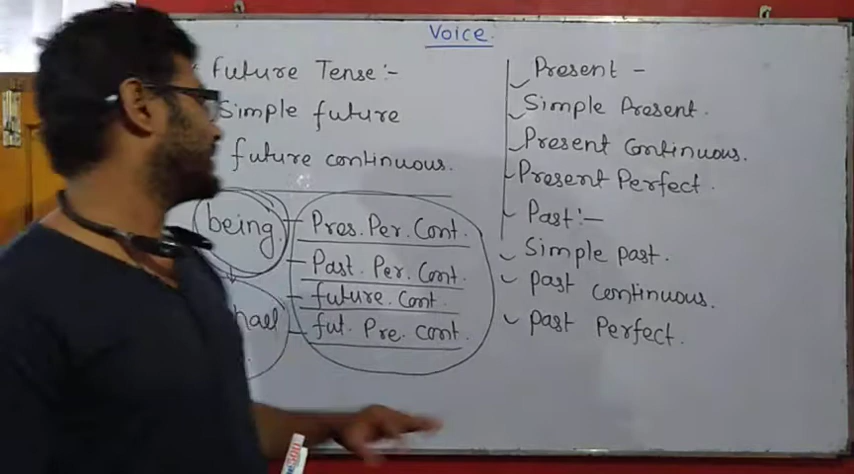 Voice.
future Tense:-
Simple future
future continuous.
being
Pres. Per. Cont.
Past. Per. Cont.
future. Cont.
fut. Pre. cont.
Present -
Simple Present.
Present Continuous.
Present Perfect.
Past:-
Simple past.
past continuous.
past Perfect.